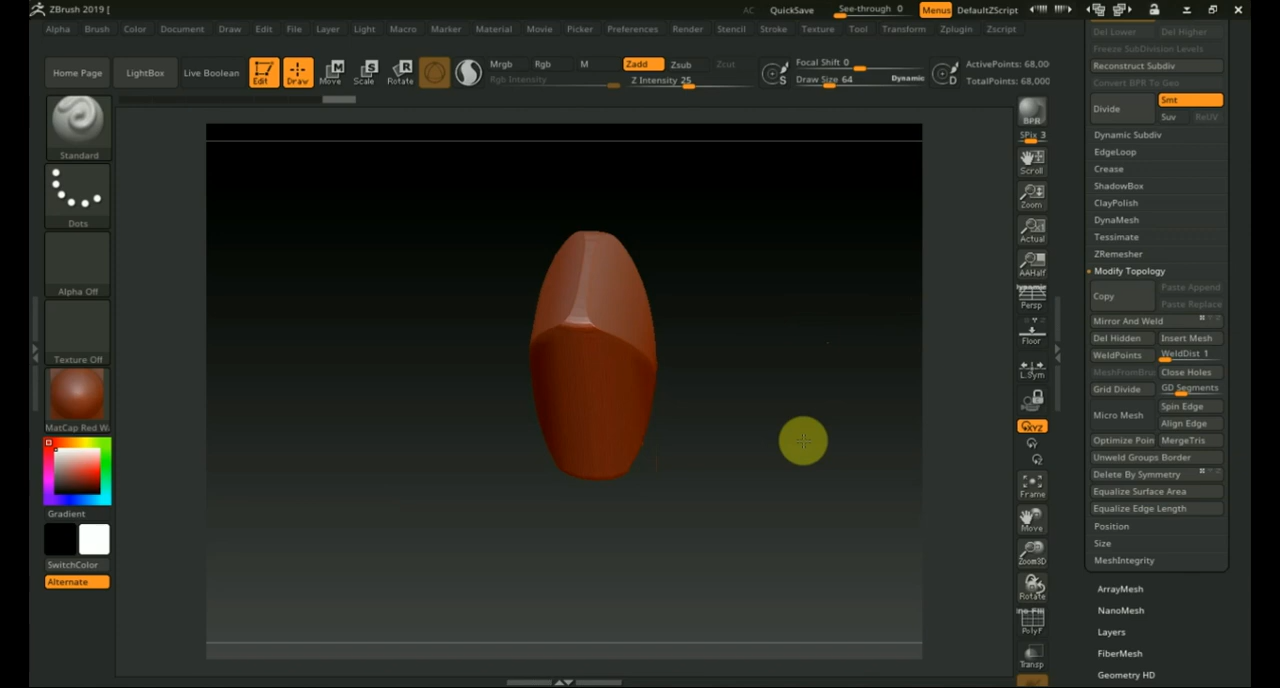 ZBrush 2019 [
AC QuickSave See-through 0 Menus DefaultZScript
Alpha Brush Color Document Draw Edit File Layer Light Macro Marker Material Movie Picker Preferences Render Stencil Stroke Texture Tool Transform Zplugin Zscript
Home Page LightBox Live Boolean Edit Draw Move Scale Rotate
Mrgb Rgb M Zadd Zsub Zcut
Rgb Intensity Z Intensity 25
Focal Shift 0
Draw Size 64 Dynamic
ActivePoints: 68,00
TotalPoints: 68,000
Standard
Dots
Alpha Off
Texture Off
MatCap Red Wa
Gradient
SwitchColor
Alternate
BPR
SPix 3
Scroll
Zoom
Actual
AAHalf
Dynamic
Persp
Floor
L.Sym
XYZ
Frame
Move
Zoom3D
Rotate
PolyF
Transp
Del Lower Del Higher
Freeze SubDivision Levels
Reconstruct Subdiv
Convert BPR To Geo
Divide Smt
Suv ReUV
Dynamic Subdiv
EdgeLoop
Crease
ShadowBox
ClayPolish
DynaMesh
Tessimate
ZRemesher
Modify Topology
Copy Paste Append
Paste Replace
Mirror And Weld
Del Hidden Insert Mesh
WeldPoints WeldDist 1
MeshFromBru Close Holes
Grid Divide GD Segments
Micro Mesh Spin Edge
Align Edge
Optimize Poin MergeTris
Unweld Groups Border
Delete By Symmetry
Equalize Surface Area
Equalize Edge Length
Position
Size
MeshIntegrity
ArrayMesh
NanoMesh
Layers
FiberMesh
Geometry HD